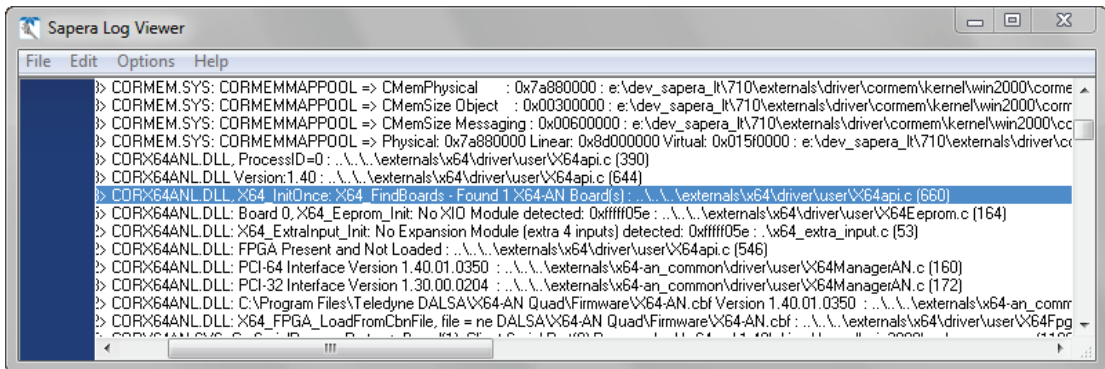 Sapera Log Viewer
File Edit Options Help
> CORMEM.SYS: CORMEMMAPPOOL => CMemPhysical : 0x7a880000 : e:\dev_sapera_lt\710\externals\driver\cormem\kernel\win2000\corme
> CORMEM.SYS: CORMEMMAPPOOL => CMemSize Object : 0x00300000 : e:\dev_sapera_lt\710\externals\driver\cormem\kernel\win2000\corm
> CORMEM.SYS: CORMEMMAPPOOL => CMemSize Messaging : 0x00600000 : e:\dev_sapera_lt\710\externals\driver\cormem\kernel\win2000\co
> CORMEM.SYS: CORMEMMAPPOOL => Physical: 0x7a880000 Linear: 0x8d000000 Virtual: 0x015f0000 : e:\dev_sapera_lt\710\externals\driver\co
> CORX64ANL.DLL, ProcessID=0 : ..\..\..\externals\x64\driver\user\X64api.c (390)
> CORX64ANL.DLL Version:1.40 : ..\..\..\externals\x64\driver\user\X64api.c (644)
> CORX64ANL.DLL, X64_InitOnce: X64_FindBoards - Found 1 X64-AN Board(s) : ..\..\..\externals\x64\driver\user\X64api.c (660)
> CORX64ANL.DLL: Board 0, X64_Eeprom_Init: No XIO Module detected: 0xfffff05e : ..\..\..\externals\x64\driver\user\X64Eeprom.c (164)
> CORX64ANL.DLL: X64_ExtraInput_Init: No Expansion Module (extra 4 inputs) detected: 0xfffff05e : .\x64_extra_input.c (53)
> CORX64ANL.DLL: FPGA Present and Not Loaded : ..\..\..\externals\x64\driver\user\X64api.c (546)
> CORX64ANL.DLL: PCI-64 Interface Version 1.40.01.0350 : ..\..\..\externals\x64-an_common\driver\user\X64ManagerAN.c (160)
> CORX64ANL.DLL: PCI-32 Interface Version 1.30.00.0204 : ..\..\..\externals\x64-an_common\driver\user\X64ManagerAN.c (172)
> CORX64ANL.DLL: C:\Program Files\Teledyne DALSA\X64-AN Quad\Firmware\X64-AN.cbf Version 1.40.01.0350 : ..\..\..\externals\x64-an_comm
> CORX64ANL.DLL: X64_FPGA_LoadFromCbnFile, file = ne DALSA\X64-AN Quad\Firmware\X64-AN.cbf : ..\..\..\externals\x64\driver\user\X64Fpg